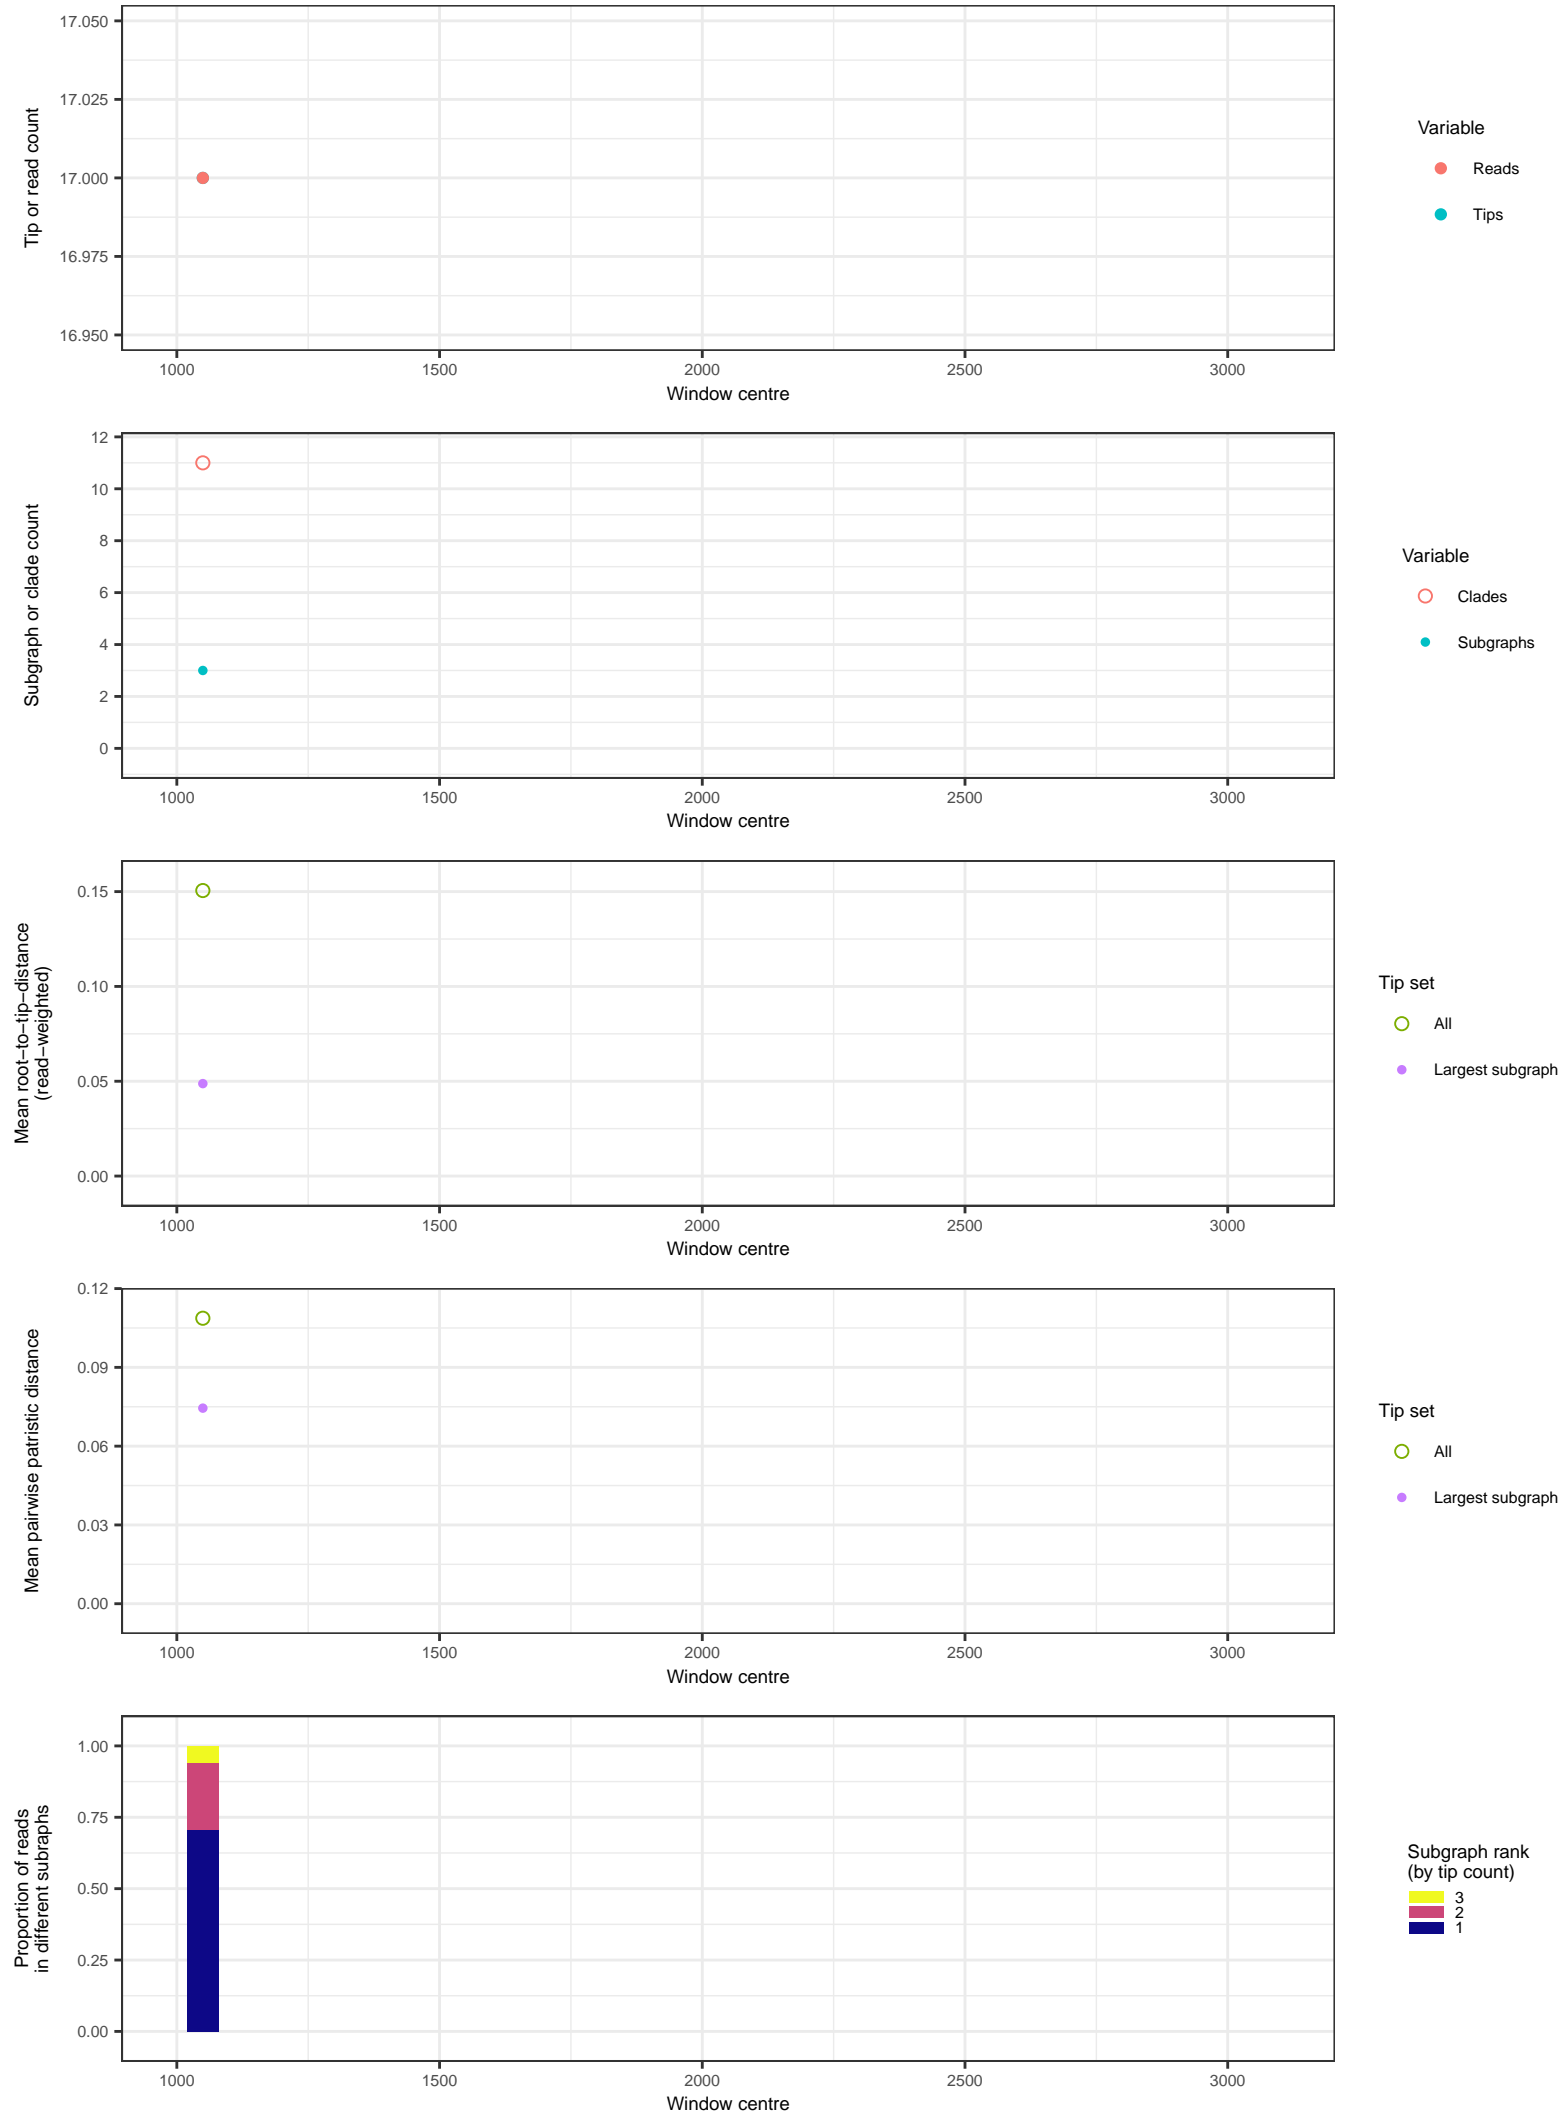 17.050
17.025
17.000
16.975
16.950
Tip or read count
1000 1500 2000 2500 3000
Window centre
Variable
Reads
Tips
12
10
8
6
4
2
0
Subgraph or clade count
1000 1500 2000 2500 3000
Window centre
Variable
Clades
Subgraphs
0.15
0.10
0.05
0.00
Mean root−to−tip−distance
(read−weighted)
1000 1500 2000 2500 3000
Window centre
Tip set
All
Largest subgraph
0.12
0.09
0.06
0.03
0.00
Mean pairwise patristic distance
1000 1500 2000 2500 3000
Window centre
Tip set
All
Largest subgraph
1.00
0.75
0.50
0.25
0.00
Proportion of reads
in different subraphs
1000 1500 2000 2500 3000
Window centre
Subgraph rank
(by tip count)
3
2
1